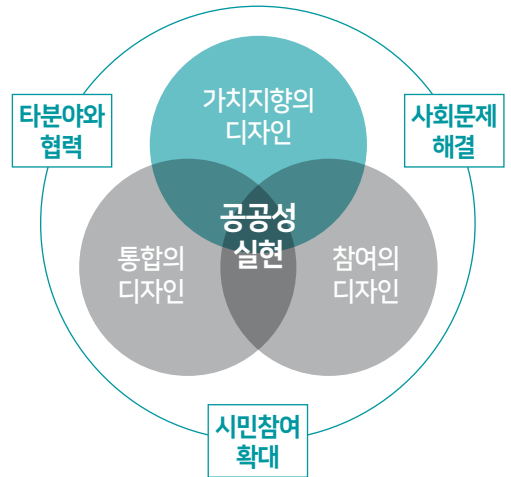 가치지향의
디자인
타분야와
협력
사회문제
해결
공공성
실현
통합의
디자인
참여의
디자인
시민참여
확대